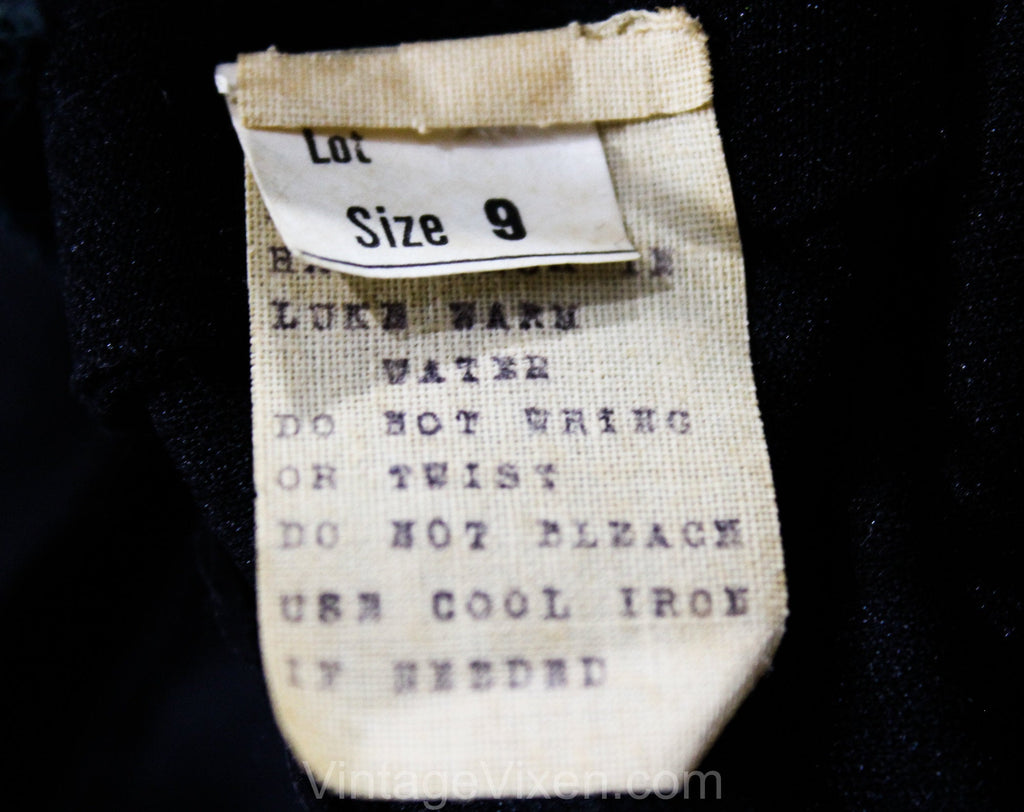 Lot
Size 9
LUKE WARM
WATER
DO NOT WRING
OR TWIST
DO NOT BLEACH
USE COOL IRON
IF NEEDED
VintageVixen.com